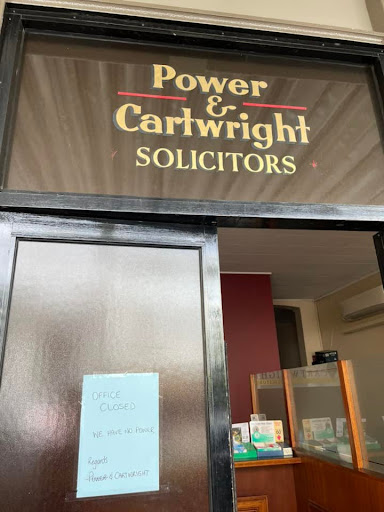 Power
&
Cartwright
SOLICITORS
OFFICE
CLOSED
WE HAVE NO POWER
Regards
Power & CARTWRIGHT